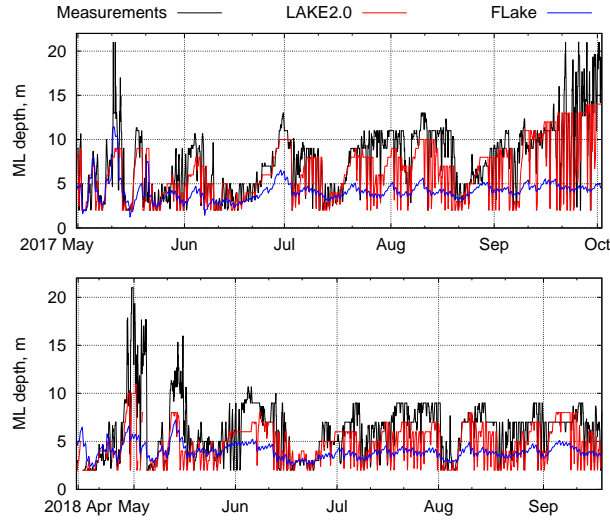 Measurements LAKE2.0 FLake
20
15
10
5
0
ML depth, m
2017 May Jun Jul Aug Sep Oct
20
15
10
5
0
ML depth, m
2018 Apr May Jun Jul Aug Sep